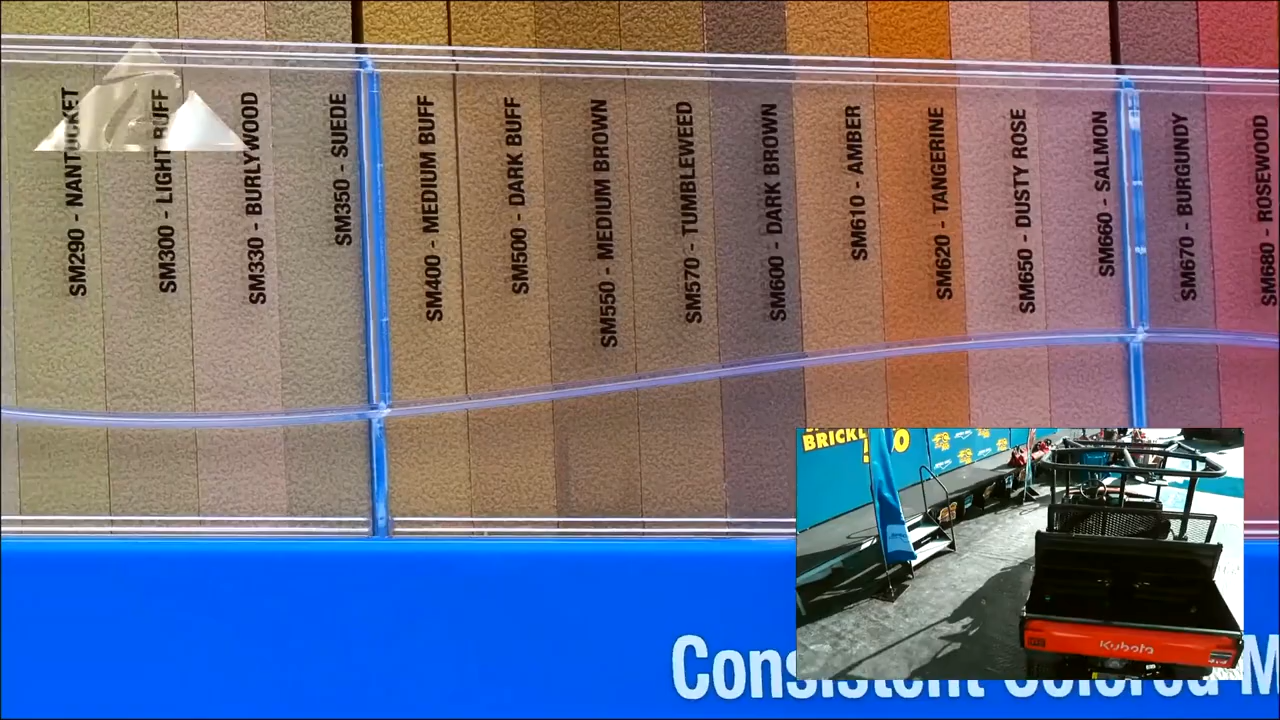 SM290 - NANTUCKET
SM300 - LIGHT BUFF
SM330 - BURLYWOOD
SM350 - SUEDE
SM400 - MEDIUM BUFF
SM500 - DARK BUFF
SM550 - MEDIUM BROWN
SM570 - TUMBLEWEED
SM600 - DARK BROWN
SM610 - AMBER
SM620 - TANGERINE
SM650 - DUSTY ROSE
SM660 - SALMON
SM670 - BURGUNDY
SM680 - ROSEWOOD
Consistent Colored M
Kubota